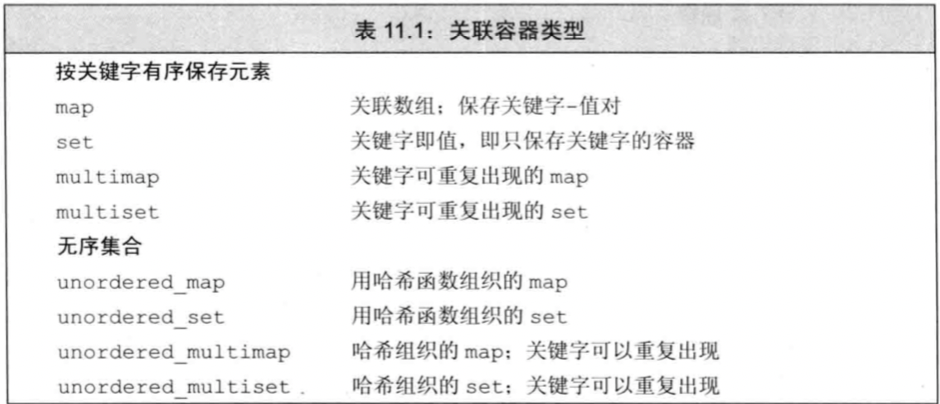 表 11.1：关联容器类型
按关键字有序保存元素
map 关联数组；保存关键字-值对
set 关键字即值，即只保存关键字的容器
multimap 关键字可重复出现的 map
multiset 关键字可重复出现的 set
无序集合
unordered_map 用哈希函数组织的 map
unordered_set 用哈希函数组织的 set
unordered_multimap 哈希组织的 map；关键字可以重复出现
unordered_multiset 哈希组织的 set；关键字可以重复出现